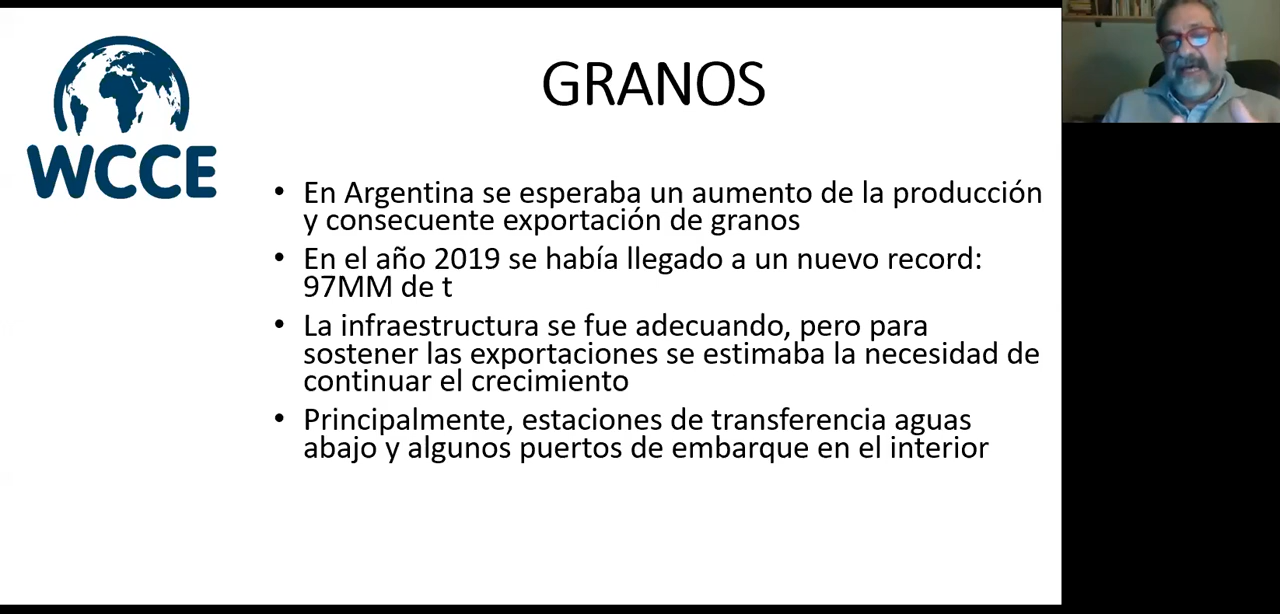 WCCE
GRANOS
• En Argentina se esperaba un aumento de la producción
y consecuente exportación de granos
• En el año 2019 se había llegado a un nuevo record:
97MM de t
• La infraestructura se fue adecuando, pero para
sostener las exportaciones se estimaba la necesidad de
continuar el crecimiento
• Principalmente, estaciones de transferencia aguas
abajo y algunos puertos de embarque en el interior